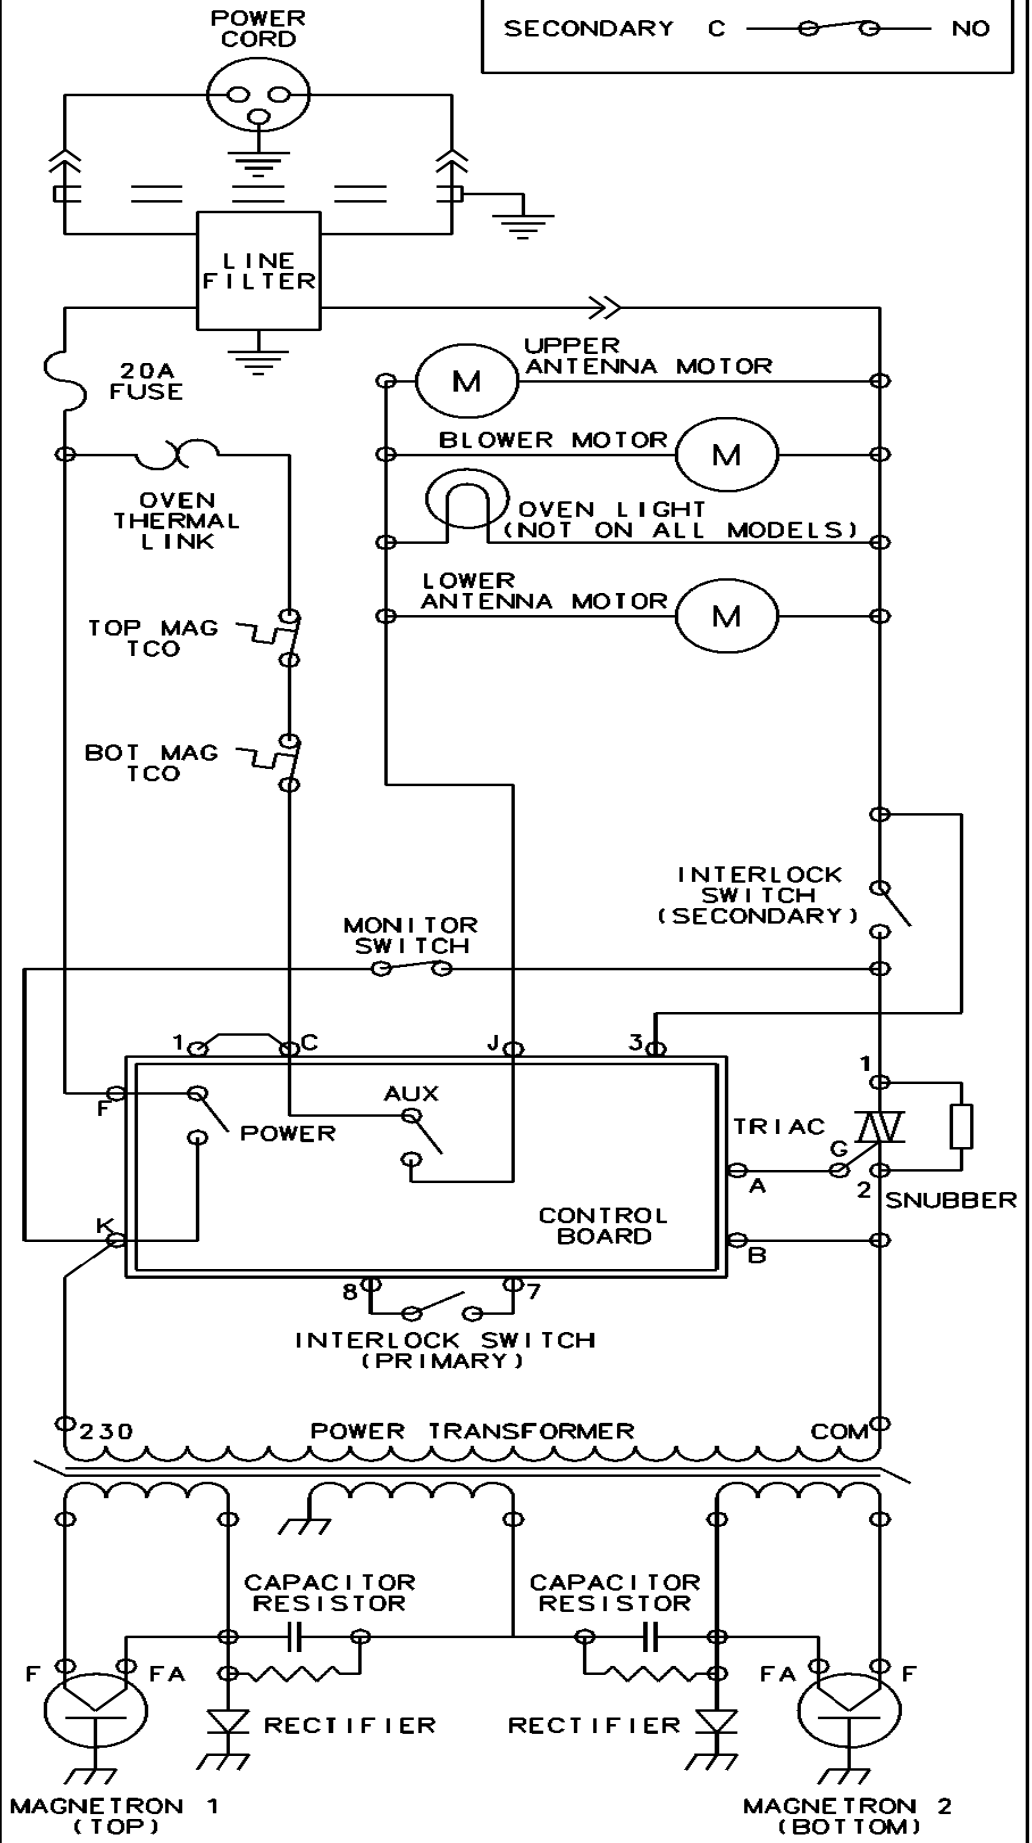 POWER
CORD
SECONDARY C NO
LINE
FILTER
20A
FUSE
UPPER
ANTENNA MOTOR
M
BLOWER MOTOR
M
OVEN
THERMAL
LINK
OVEN LIGHT
(NOT ON ALL MODELS)
LOWER
ANTENNA MOTOR
M
TOP MAG
TCO
BOT MAG
TCO
INTERLOCK
SWITCH
(SECONDARY)
MONITOR
SWITCH
1 C J 3
1
F
AUX
POWER
TRIAC
G
A
2
SNUBBER
K
CONTROL
BOARD
B
8 7
INTERLOCK SWITCH
(PRIMARY)
230 POWER TRANSFORMER COM
CAPACITOR
RESISTOR
CAPACITOR
RESISTOR
F FA FA F
RECTIFIER RECTIFIER
MAGNETRON 1
(TOP)
MAGNETRON 2
(BOTTOM)